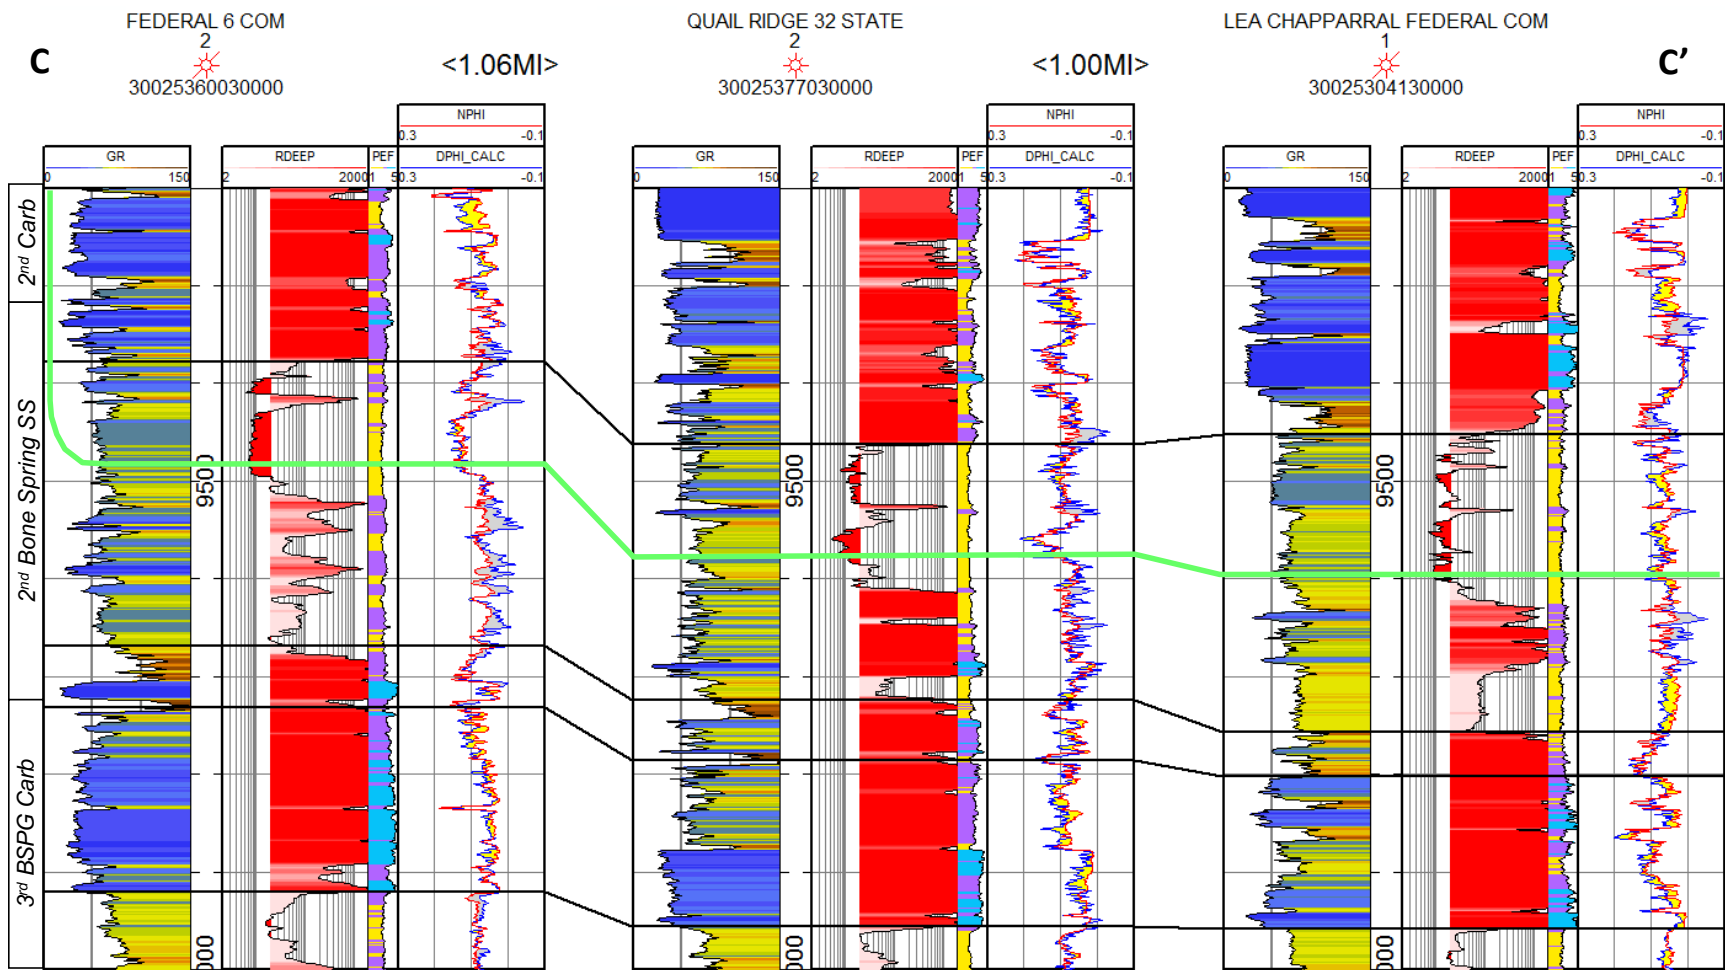 FEDERAL 6 COM
2
30025360030000
C
<1.06MI>
QUAIL RIDGE 32 STATE
2
30025377030000
<1.00MI>
LEA CHAPPARRAL FEDERAL COM
1
30025304130000
C’
NPHI
0.3 -0.1
GR RDEEP PEF DPHI_CALC
0 150 2 2000 1 5 0.3 -0.1
NPHI
0.3 -0.1
GR RDEEP PEF DPHI_CALC
0 150 2 2000 1 5 0.3 -0.1
NPHI
0.3 -0.1
GR RDEEP PEF DPHI_CALC
0 150 2 2000 1 5 0.3 -0.1
2nd Carb
2nd Bone Spring SS
3rd BSPG Carb
9500
9500
9500
000
000
000